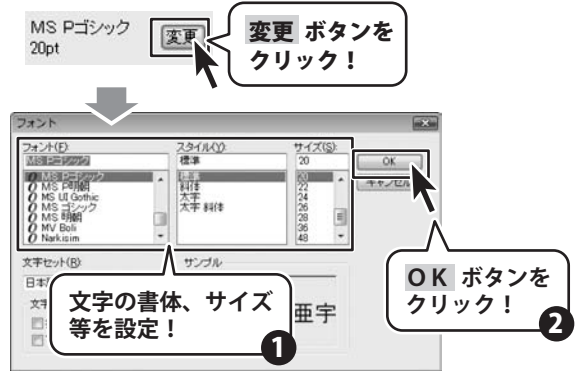 MS Pゴシック
20pt
変更
変更 ボタンを
クリック！
フォント
フォント(F):
スタイル(Y):
サイズ(S):
MS Pゴシック
標準
20
OK
キャンセル
MS Pゴシック
MS P明朝
MS UI Gothic
MS ゴシック
MS 明朝
MV Boli
Narkisim
標準
斜体
太字
太字 斜体
20
22
24
26
28
36
48
文字セット(R):
サンプル
日本
文字
亜宇
文字の書体、サイズ
等を設定！
1
OK ボタンを
クリック！
2